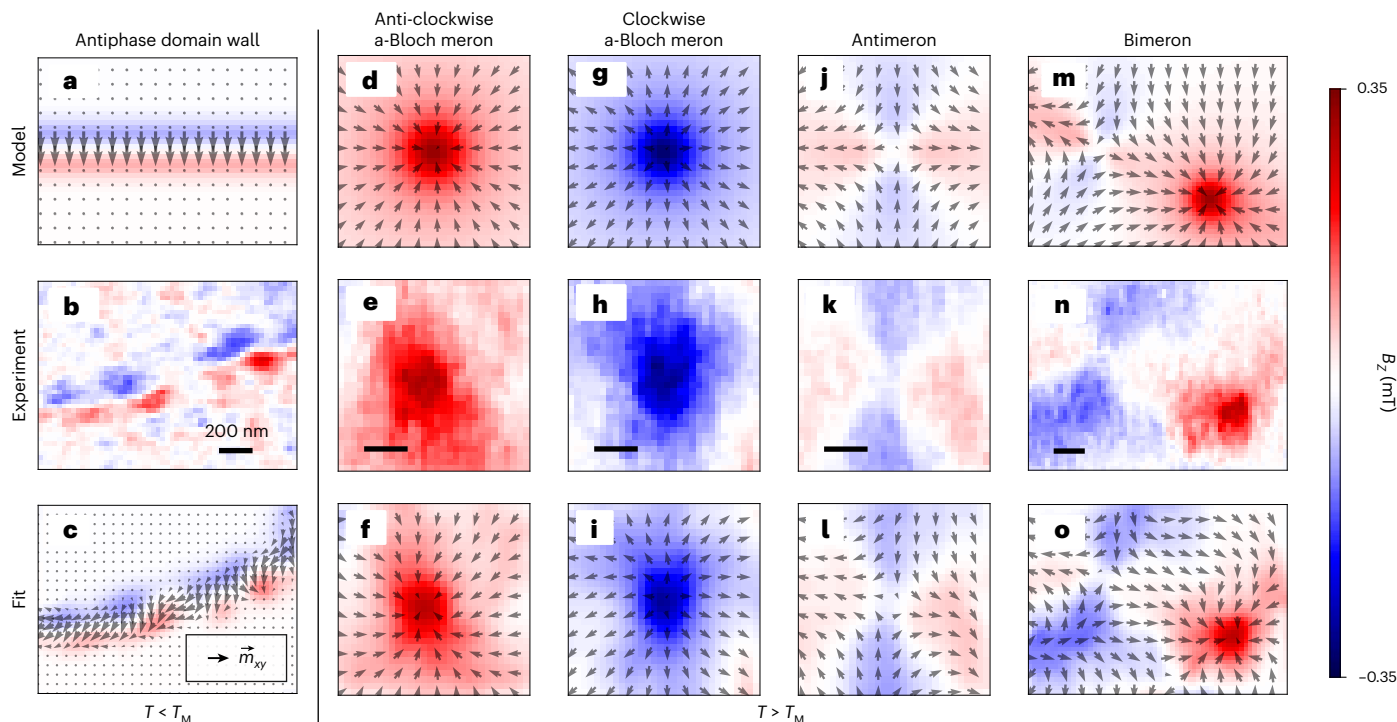 Antiphase domain wall
Anti-clockwise
a-Bloch meron
Clockwise
a-Bloch meron
Antimeron
Bimeron
Model
a
d
g
j
m
0.35
Experiment
b
200 nm
e
h
k
n
B_Z (mT)
Fit
c
m⃗_xy
f
i
l
o
−0.35
T < T_M
T > T_M